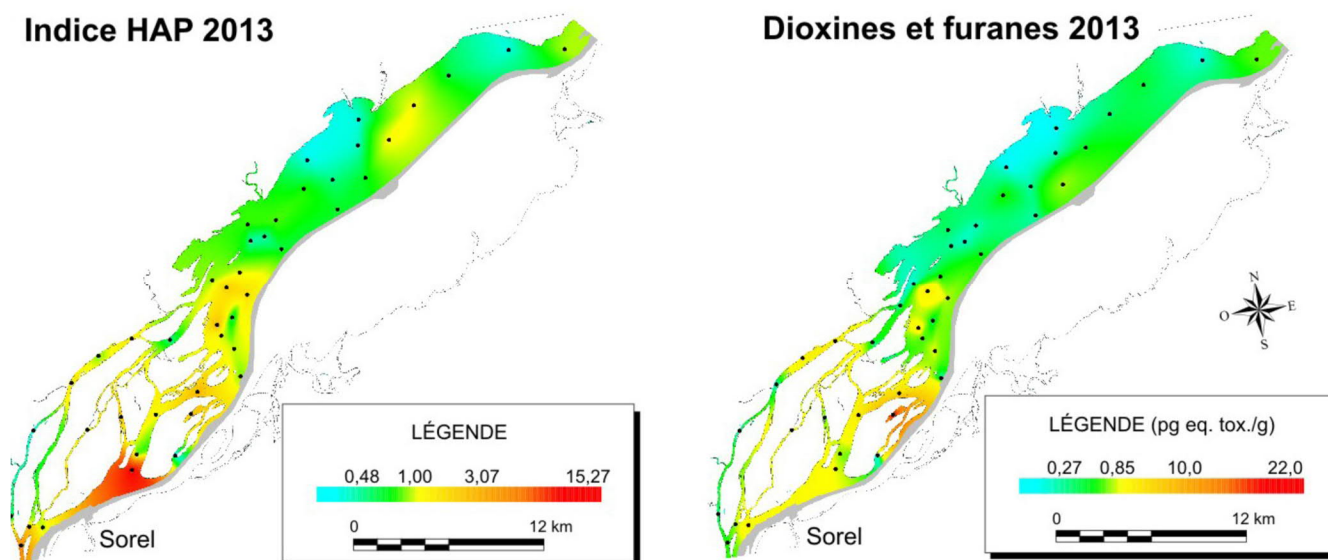 Indice HAP 2013
LÉGENDE
0,48 1,00 3,07 15,27
0 12 km
Sorel
Dioxines et furanes 2013
N
O E
S
LÉGENDE (pg eq. tox./g)
0,27 0,85 10,0 22,0
0 12 km
Sorel